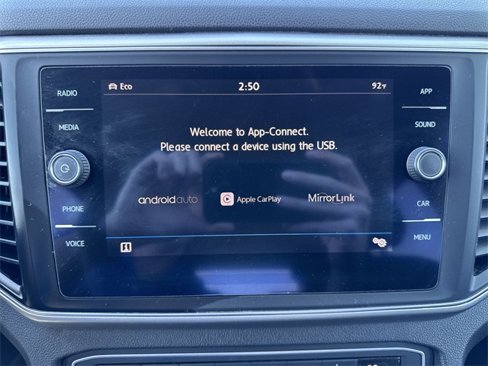 RADIO
MEDIA
PHONE
VOICE
Eco 2:50 92°F
Welcome to App-Connect.
Please connect a device using the USB.
androidauto Apple CarPlay MirrorLink
APP
SOUND
CAR
MENU